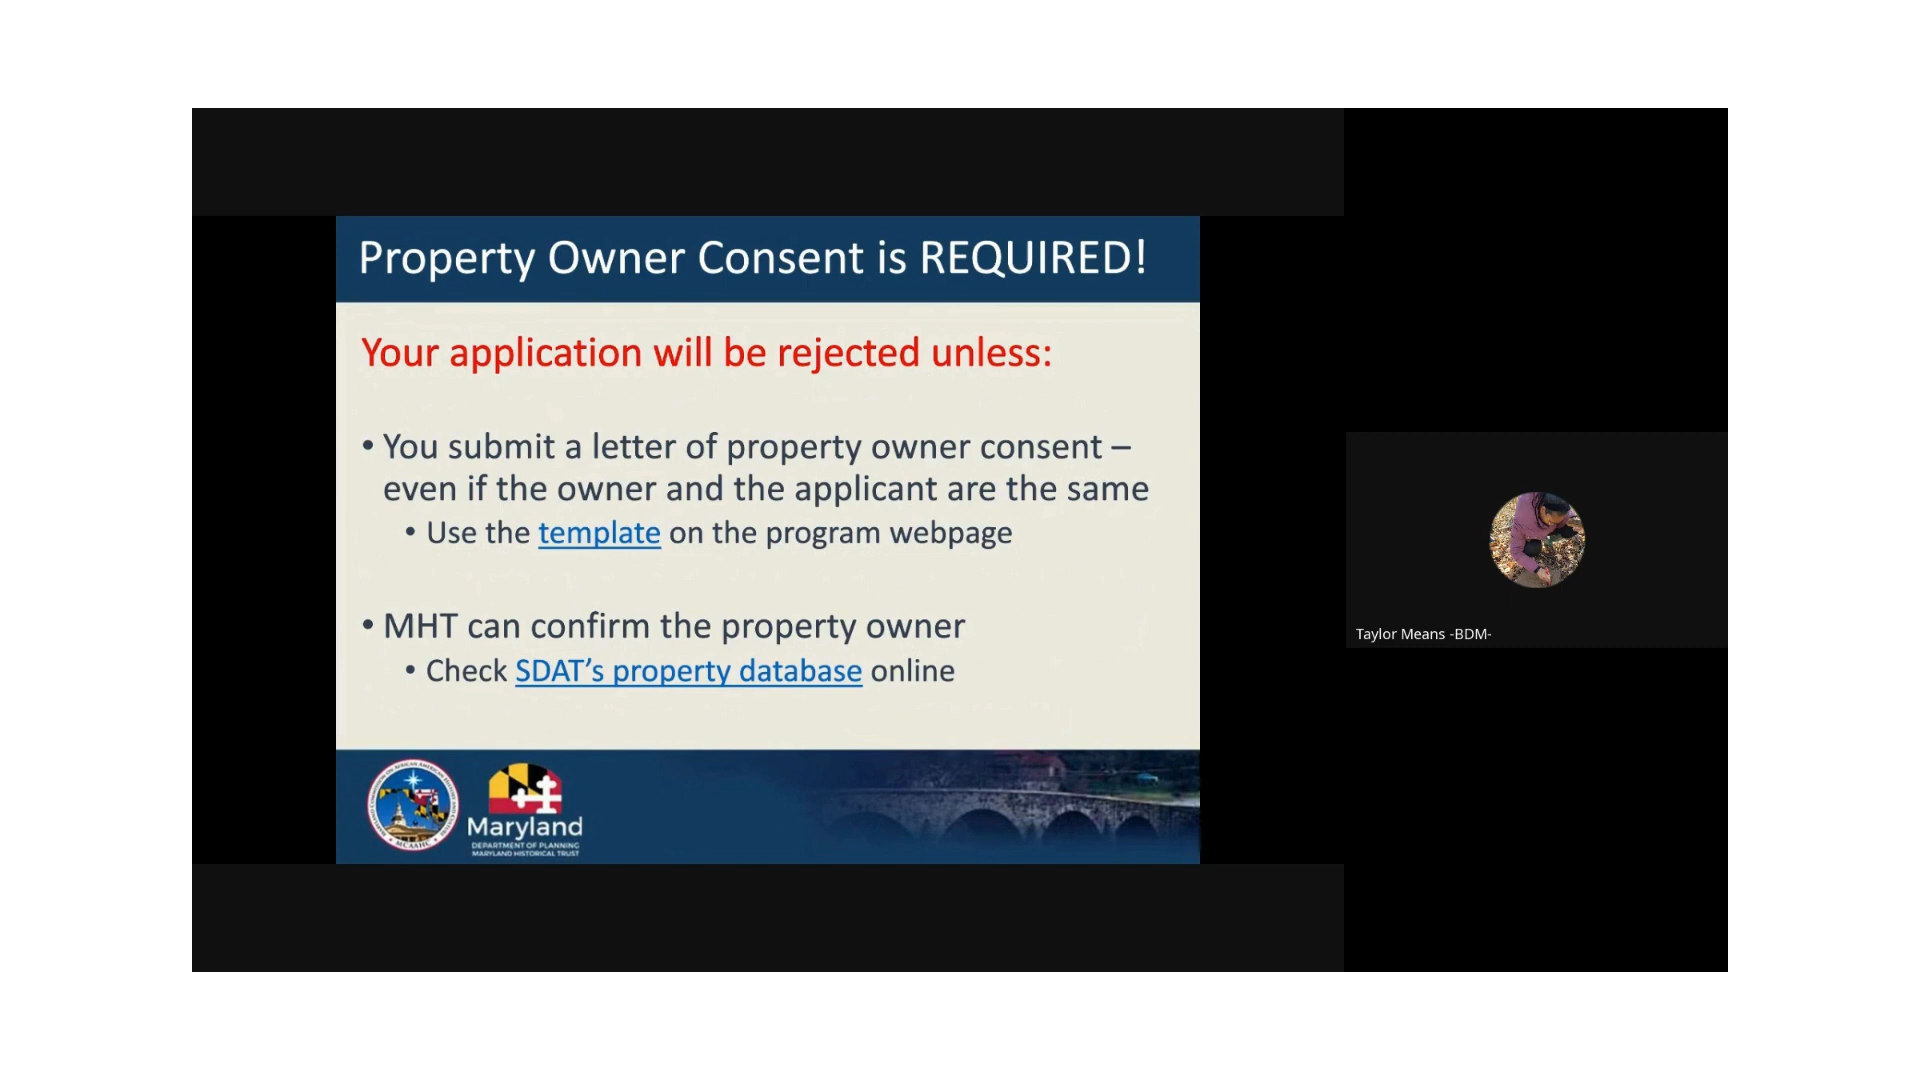 Property Owner Consent is REQUIRED!
Your application will be rejected unless:
• You submit a letter of property owner consent –
even if the owner and the applicant are the same
• Use the template on the program webpage
• MHT can confirm the property owner
• Check SDAT’s property database online
Maryland
DEPARTMENT OF PLANNING
MARYLAND HISTORICAL TRUST
MCAAHC
Taylor Means -BDM-